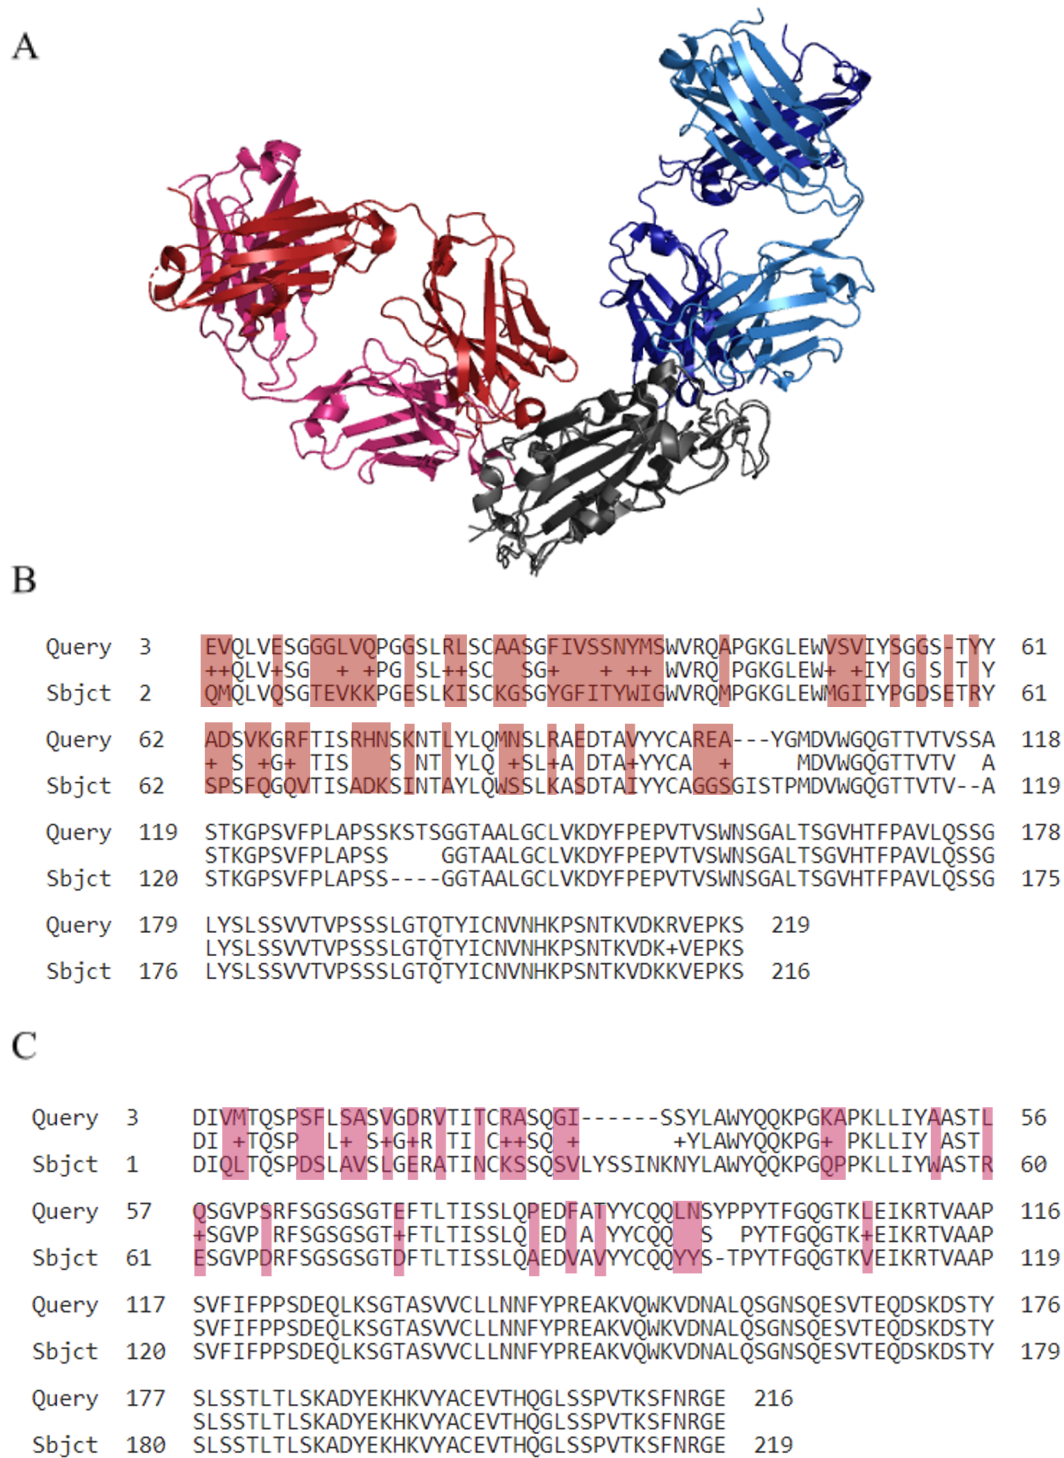 A
B
Query 3 EVQLVESGGGLVQPGGSLRLSCAASGFIVSSNYMSWVRQAPGKGLEWVSVIYSGGS-TYY 61
++QLV+SG + +PG SL++SC SG+ + ++ WVRQ PGKGLEW+ +IY S T Y
Sbjct 2 QMQLVQSGTEVKKPGESLKISCKGSGYGFITYWIGWVRQMPGKGLEWMGIIYPGDSETRY 61
Query 62 ADSVKGRFTISRHNSKNTLYLQMNSLRAEDTAVYYCAREA---YGMDVWGQGTTVTVSSA 118
+ S +G+ TIS S NT YLQ +SL+A DTA+YYCA + MDVWGQGTTVTV A
Sbjct 62 SPSFQGQVTISADKSINTAYLQWSSLKASDTAIYYCAGGSGISTPMDVWGQGTTVTV--A 119
Query 119 STKGPSVFPLAPSSKSTSGGTAALGCLVKDYFPEPVTVSWNSGALTSGVHTFPAVLQSSG 178
STKGPSVFPLAPSS GGTAALGCLVKDYFPEPVTVSWNSGALTSGVHTFPAVLQSSG
Sbjct 120 STKGPSVFPLAPSS----GGTAALGCLVKDYFPEPVTVSWNSGALTSGVHTFPAVLQSSG 175
Query 179 LYSLSSVVTVPSSSLGTQTYICNVNHKPSNTKVDKRVEPKS 219
LYSLSSVVTVPSSSLGTQTYICNVNHKPSNTKVDK+VEPKS
Sbjct 176 LYSLSSVVTVPSSSLGTQTYICNVNHKPSNTKVDKKVEPKS 216
C
Query 3 DIVMTQSPSFLSASVGDRVTITCRASQGI------SSYLAWYQQKPGKAPKLLIYAASTL 56
DI +TQSP L+ S+G+R TI C++SQ + +YLAWYQQKPG+ PKLLIY AST
Sbjct 1 DIQLTQSPDSLAVSLGERATINCKSSQSVLYSSINKNYLAWYQQKPGQPPKLLIYWASTR 60
Query 57 QSGVPSRFSGSGSGTEFTLTISSLQPEDFATYYCQQLNSYPPYTFGQGTKLEIKRTVAAP 116
+SGVP RFSGSGSGT+FTLTISSLQ ED A YYCQQ S PYTFGQGTK+EIKRTVAAP
Sbjct 61 ESGVPDRFSGSGSGTDFTLTISSLQAEDVAVYYCQQYYS-TPYTFGQGTKVEIKRTVAAP 119
Query 117 SVFIFPPSDEQLKSGTASVVCLLNNFYPREAKVQWKVDNALQSGNSQESVTEQDSKDSTY 176
SVFIFPPSDEQLKSGTASVVCLLNNFYPREAKVQWKVDNALQSGNSQESVTEQDSKDSTY
Sbjct 120 SVFIFPPSDEQLKSGTASVVCLLNNFYPREAKVQWKVDNALQSGNSQESVTEQDSKDSTY 179
Query 177 SLSSTLTLSKADYEKHKVYACEVTHQGLSSPVTKSFNRGE 216
SLSSTLTLSKADYEKHKVYACEVTHQGLSSPVTKSFNRGE
Sbjct 180 SLSSTLTLSKADYEKHKVYACEVTHQGLSSPVTKSFNRGE 219